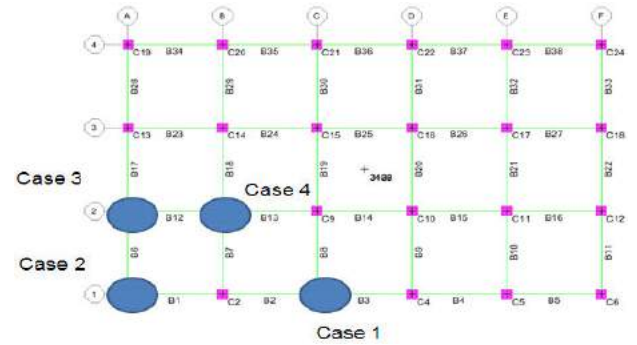 A B C D E F
4 C19 B34 C20 B35 C21 B36 C22 B37 C23 B38 C24
B28 B29 B30 B31 B32 B33
3 C13 B23 C14 B24 C15 B25 C16 B26 C17 B27 C18
B17 B18 B19 B20 B21 B22
Case 3
Case 4
2 B12 B13 C9 B14 C10 B15 C11 B16 C12
B6 B7 B8 B9 B10 B11
Case 2
1 B1 C2 B2 B3 C4 B4 C5 B5 C6
Case 1